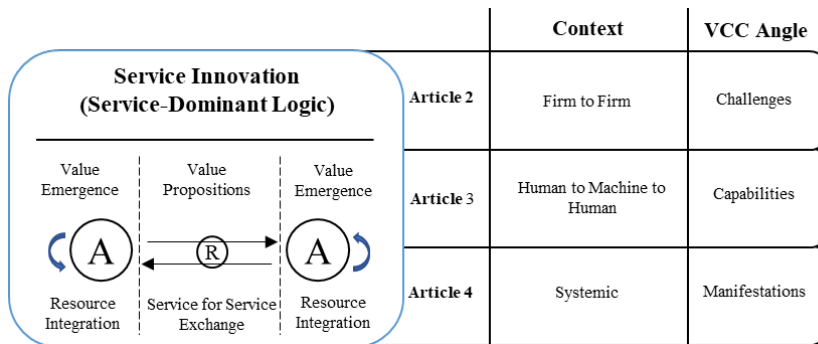 Context VCC Angle
Service Innovation
(Service-Dominant Logic)
Value
Emergence
Value
Propositions
Value
Emergence
A
R
A
Resource
Integration
Service for Service
Exchange
Resource
Integration
Article 2
Firm to Firm
Challenges
Article 3
Human to Machine to
Human
Capabilities
Article 4
Systemic
Manifestations